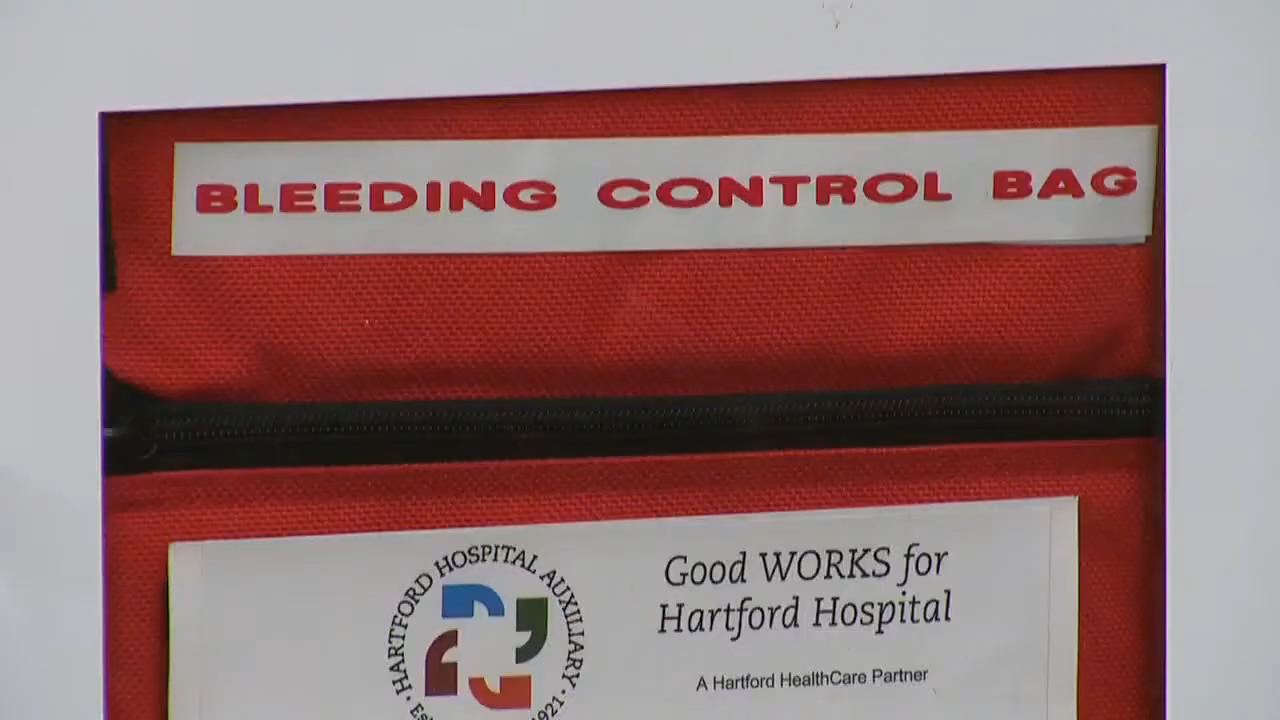 BLEEDING CONTROL BAG
HARTFORD HOSPITAL AUXILIARY
Good WORKS for
Hartford Hospital
A Hartford HealthCare Partner